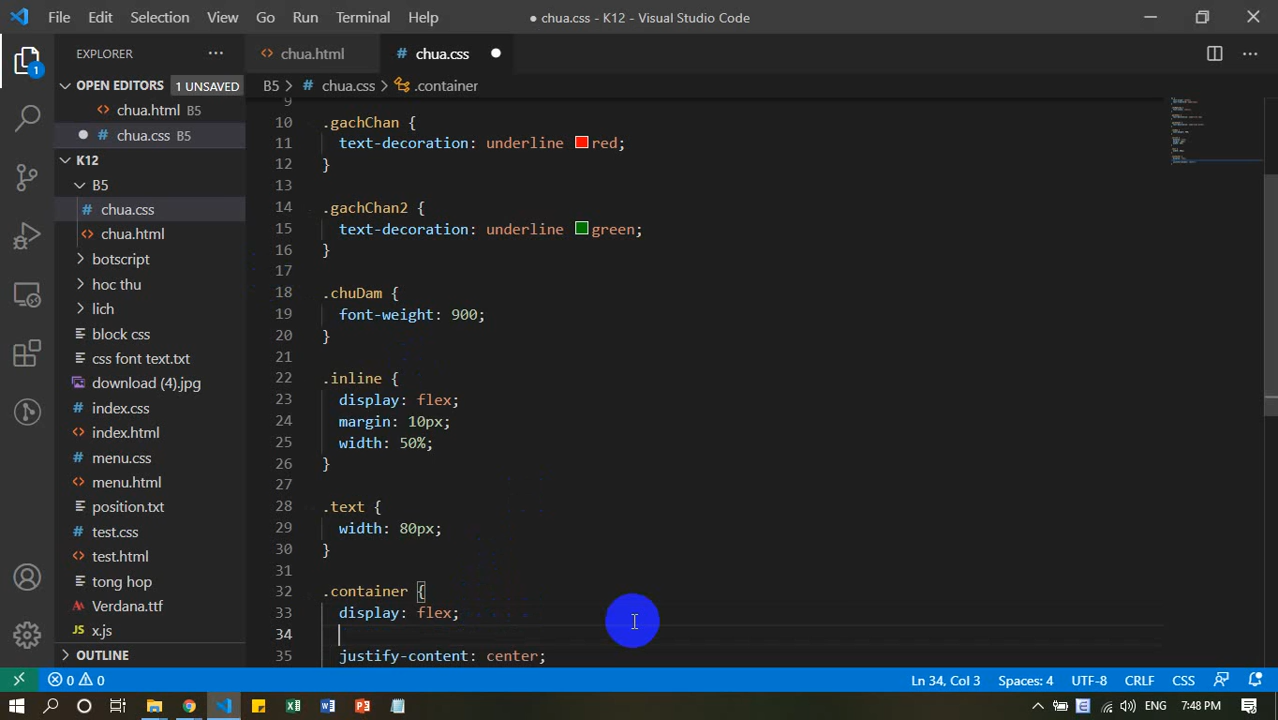 File Edit Selection View Go Run Terminal Help
● chua.css - K12 - Visual Studio Code
EXPLORER ···
OPEN EDITORS 1 UNSAVED
<> chua.html B5
● # chua.css B5
K12
B5
# chua.css
<> chua.html
botscript
hoc thu
lich
block css
css font text.txt
download (4).jpg
# index.css
<> index.html
# menu.css
<> menu.html
position.txt
# test.css
<> test.html
tong hop
Verdana.ttf
x.js
OUTLINE
1
<> chua.html
# chua.css ●
B5 > # chua.css > .container
9
10 .gachChan {
11 text-decoration: underline red;
12 }
13
14 .gachChan2 {
15 text-decoration: underline green;
16 }
17
18 .chuDam {
19 font-weight: 900;
20 }
21
22 .inline {
23 display: flex;
24 margin: 10px;
25 width: 50%;
26 }
27
28 .text {
29 width: 80px;
30 }
31
32 .container {
33 display: flex;
34
35 justify-content: center;
0 0 Ln 34, Col 3 Spaces: 4 UTF-8 CRLF CSS
ENG 7:48 PM